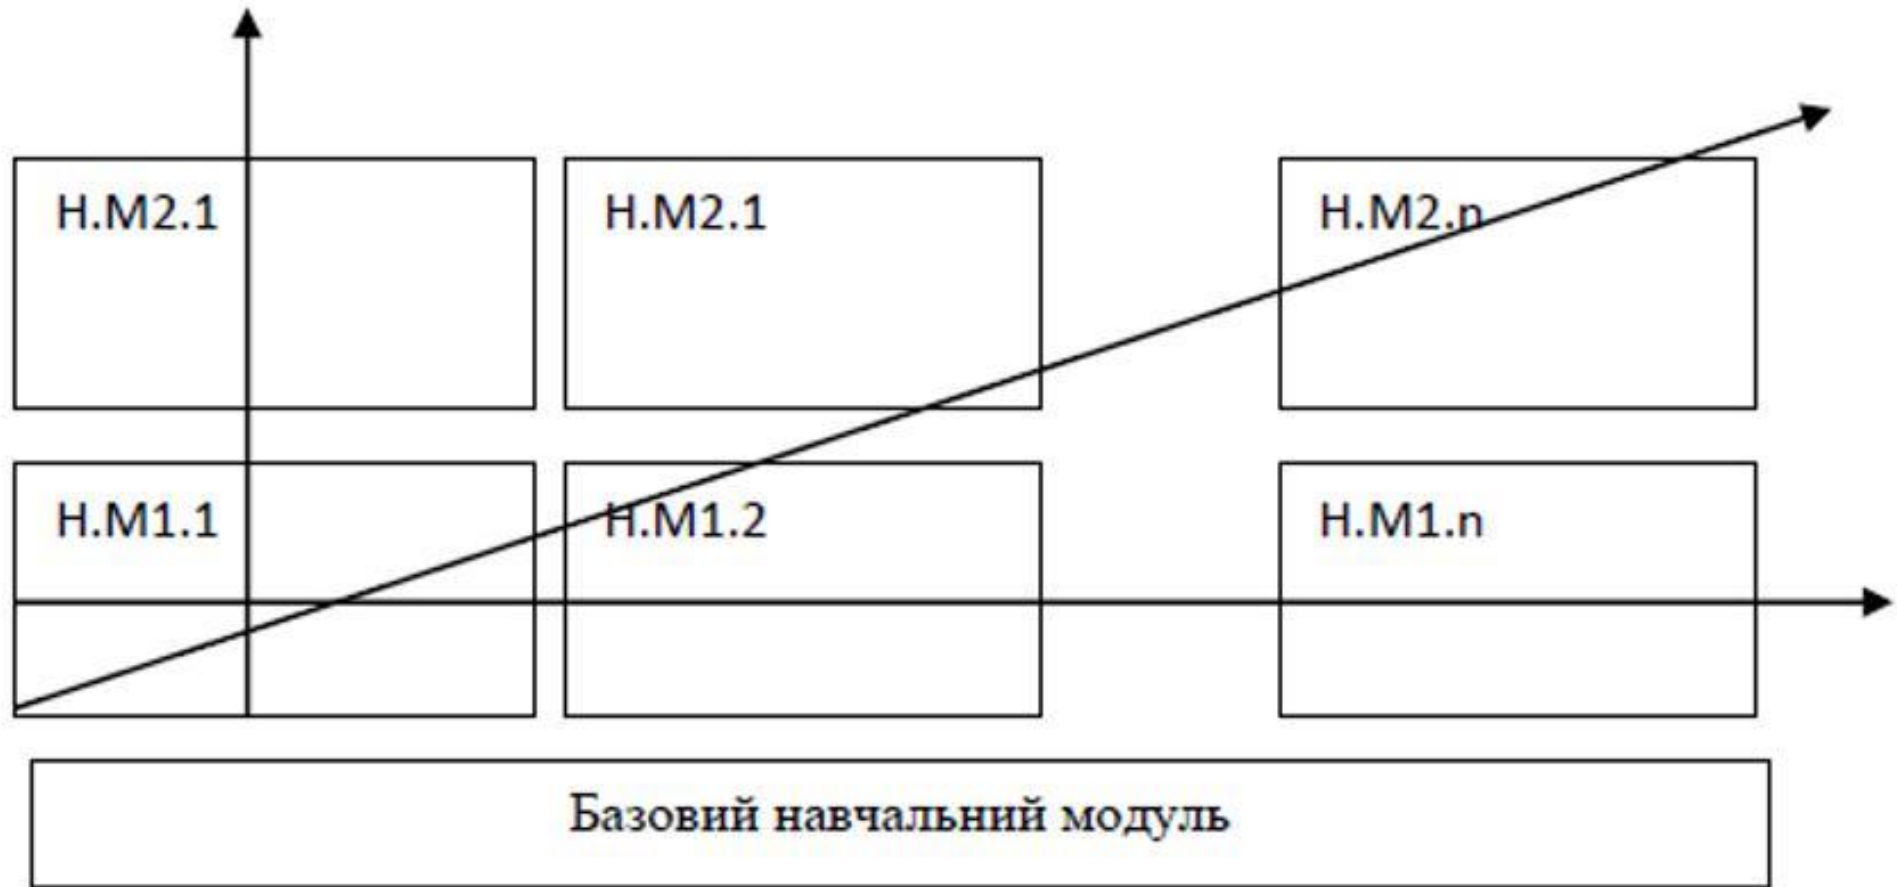 Н.М2.1
Н.М2.1
Н.М2.n
Н.М1.1
Н.М1.2
Н.М1.n
Базовий навчальний модуль